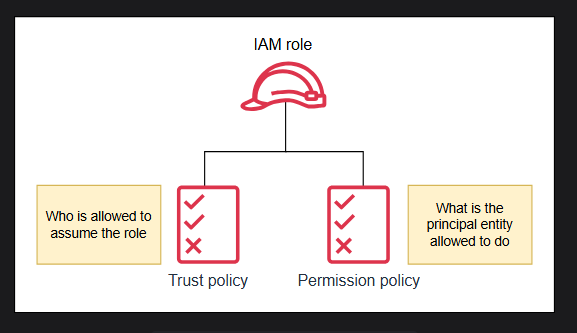 IAM role
Who is allowed to
assume the role
What is the
principal entity
allowed to do
Trust policy
Permission policy